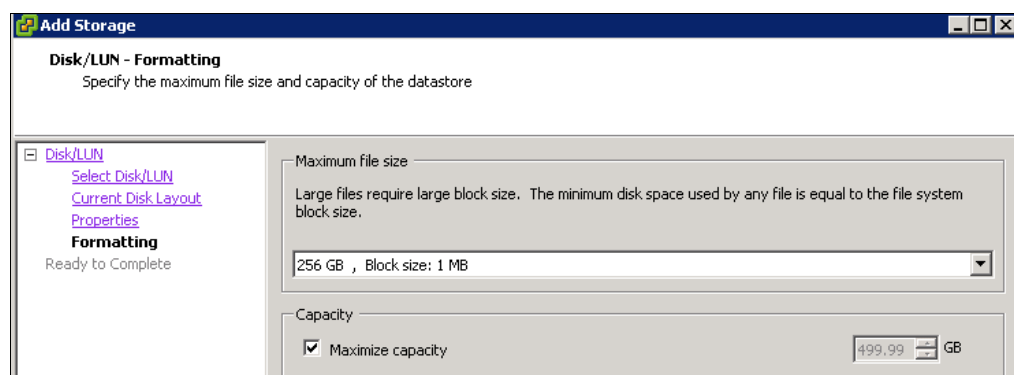 Add Storage
Disk/LUN - Formatting
Specify the maximum file size and capacity of the datastore
Disk/LUN
Select Disk/LUN
Current Disk Layout
Properties
Formatting
Ready to Complete
Maximum file size
Large files require large block size. The minimum disk space used by any file is equal to the file system
block size.
256 GB , Block size: 1 MB
Capacity
Maximize capacity
499.99 GB